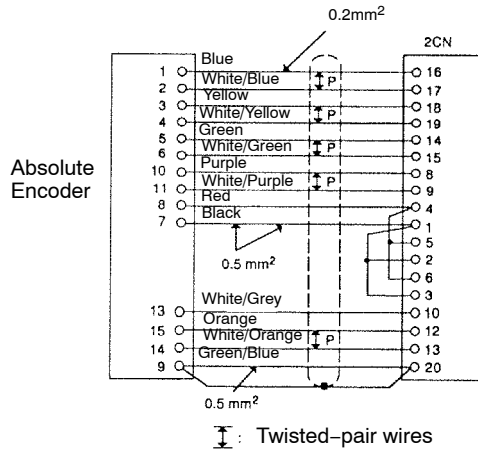 0.2mm²
2CN
Blue
1 16
White/Blue
P
2 17
Yellow
3 18
White/Yellow
P
4 19
Green
5 14
White/Green
P
6 15
Purple
10 8
White/Purple
P
11 9
Red
8 4
Black
7 1
Absolute
Encoder
5
0.5 mm²
2
6
3
White/Grey
13 10
Orange
15 12
White/Orange
P
14 13
Green/Blue
9 20
0.5 mm²
: Twisted-pair wires